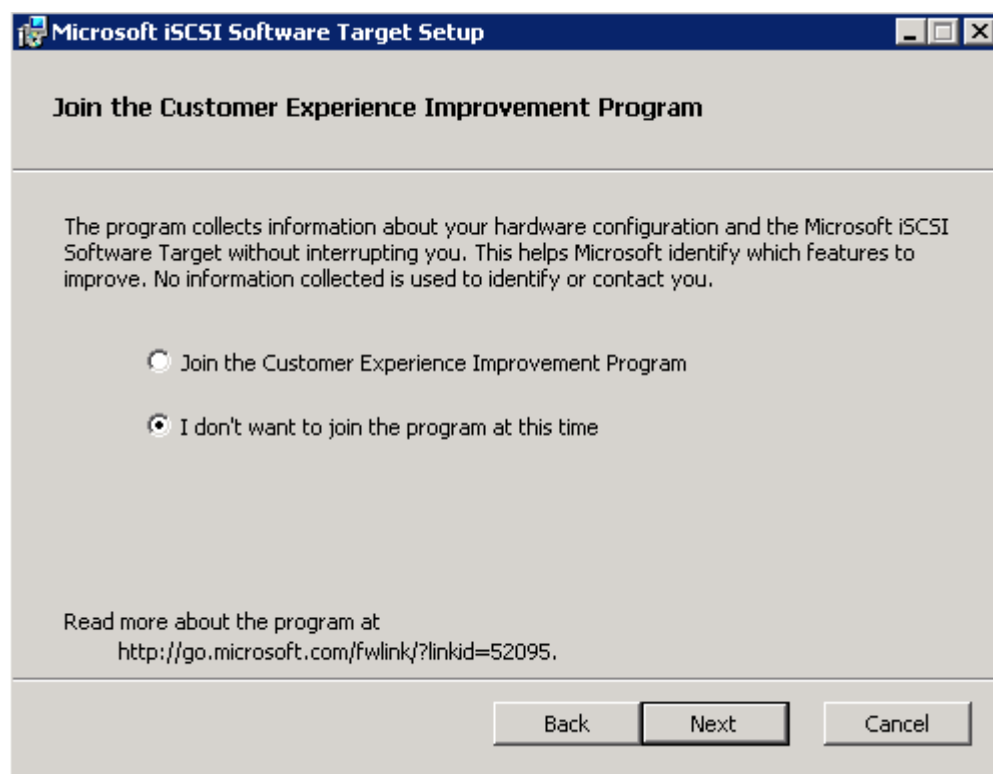 Microsoft iSCSI Software Target Setup
Join the Customer Experience Improvement Program
The program collects information about your hardware configuration and the Microsoft iSCSI
Software Target without interrupting you. This helps Microsoft identify which features to
improve. No information collected is used to identify or contact you.
Join the Customer Experience Improvement Program
I don't want to join the program at this time
Read more about the program at
http://go.microsoft.com/fwlink/?linkid=52095.
Back Next Cancel